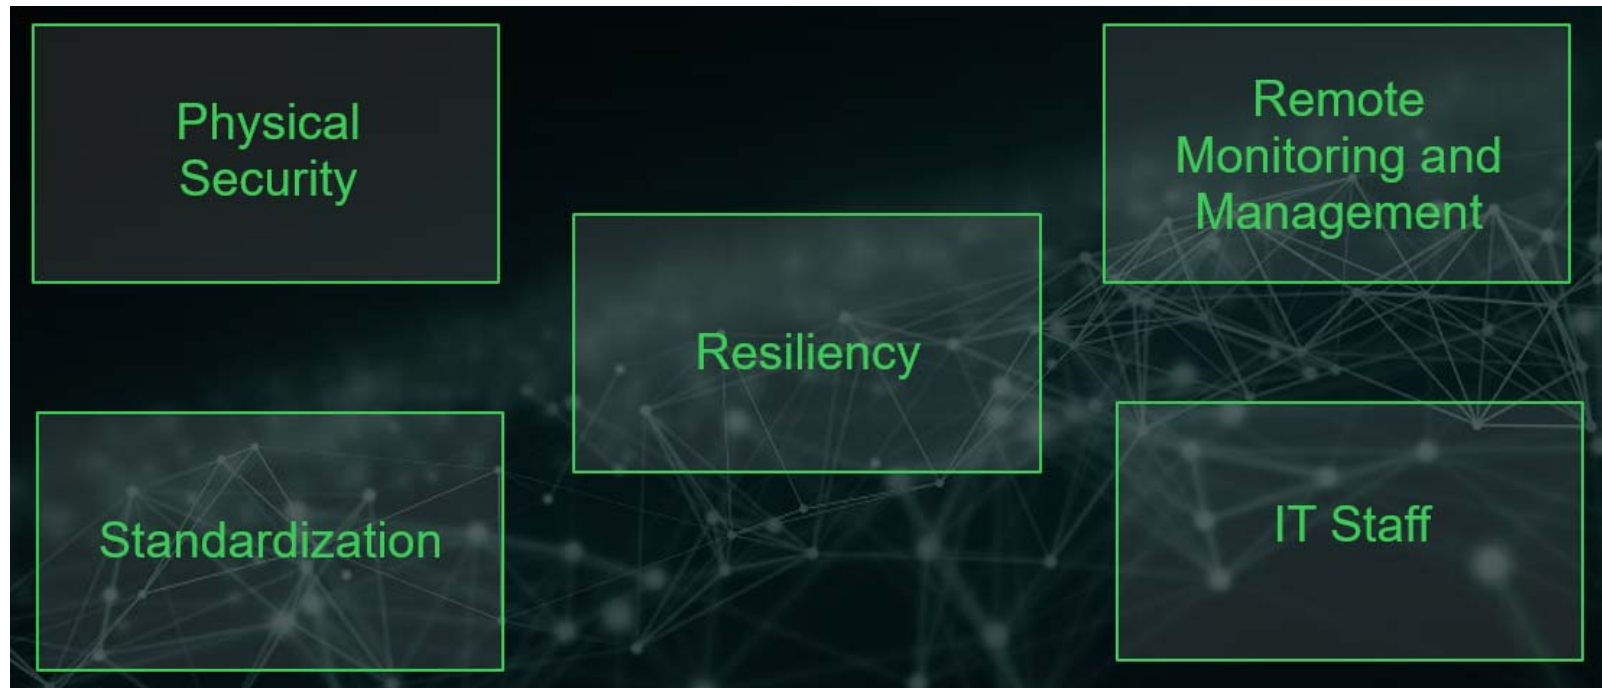 Physical
Security
Remote
Monitoring and
Management
Resiliency
Standardization
IT Staff